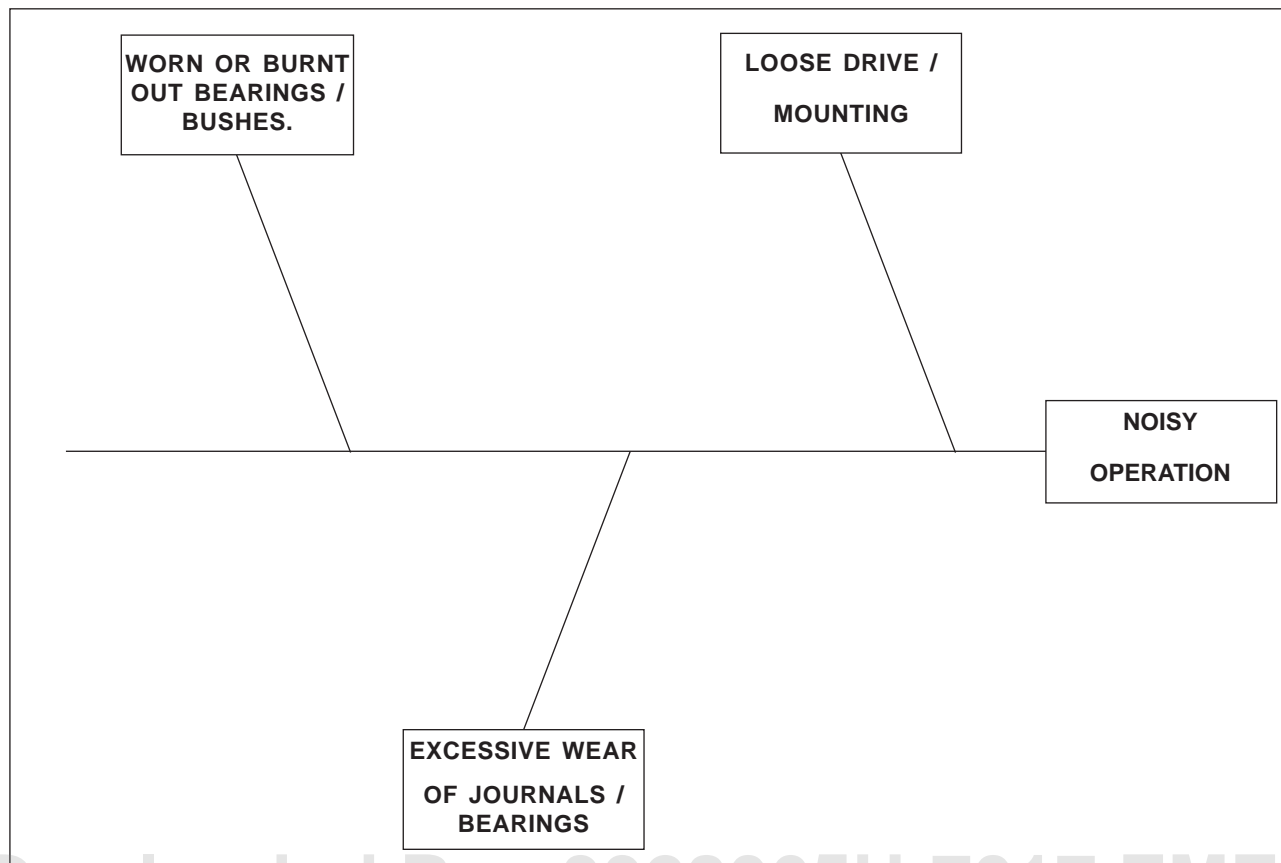 WORN OR BURNT
OUT BEARINGS /
BUSHES.
LOOSE DRIVE /
MOUNTING
NOISY
OPERATION
EXCESSIVE WEAR
OF JOURNALS /
BEARINGS